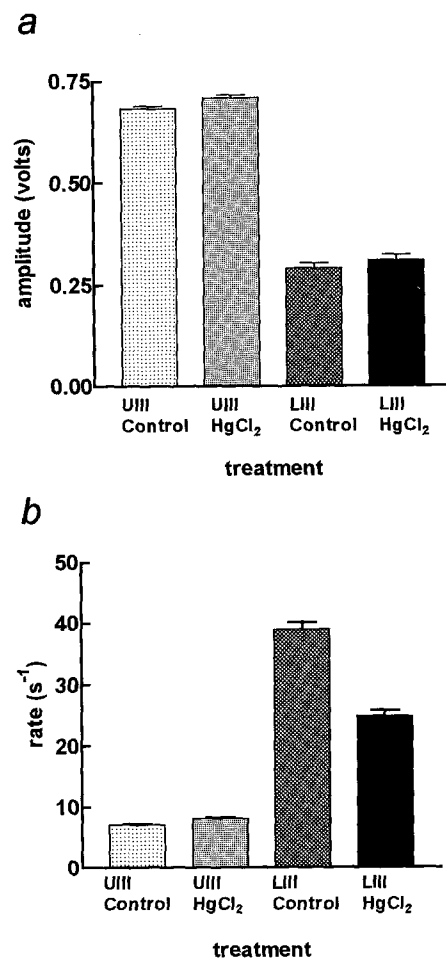 a
0.75
0.50
0.25
0.00
amplitude (volts)
UIII UIII LIII LIII
Control HgCl₂ Control HgCl₂
treatment
b
50
40
30
20
10
0
rate (s⁻¹)
UIII UIII LIII LIII
Control HgCl₂ Control HgCl₂
treatment